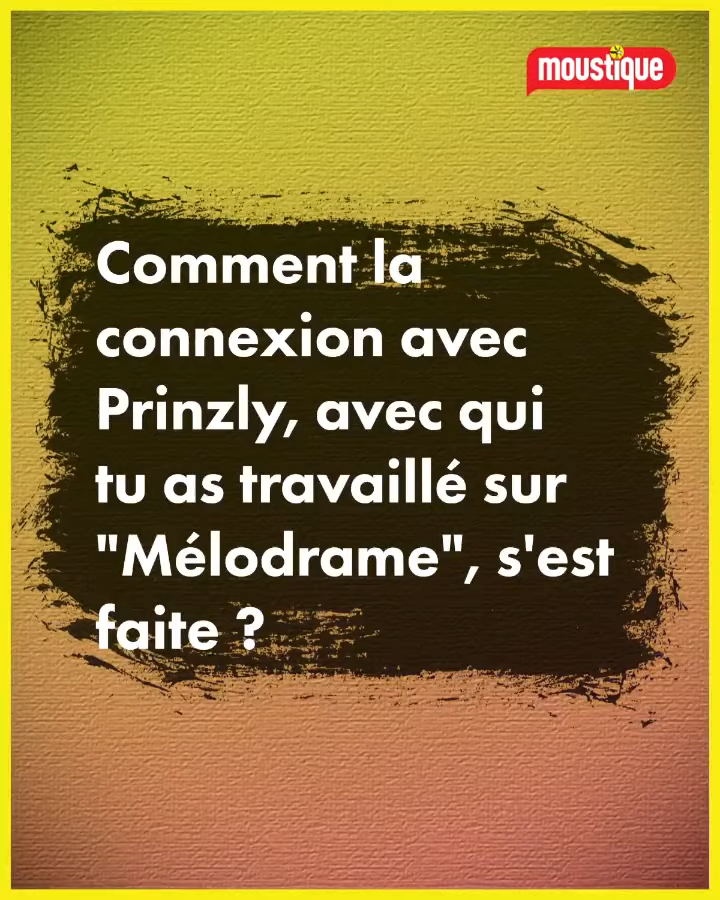 moustique
Comment la
connexion avec
Prinzly, avec qui
tu as travaillé sur
"Mélodrame", s'est
faite ?